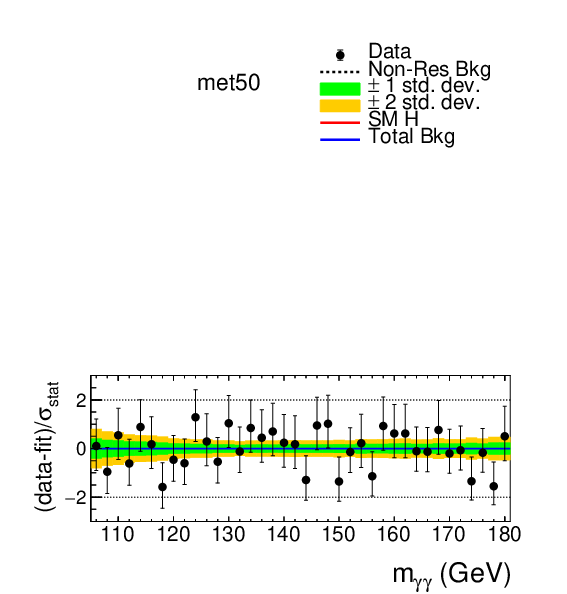 Data
Non-Res Bkg
± 1 std. dev.
met50
± 2 std. dev.
SM H
Total Bkg
(data-fit)/σ_stat
2
0
−2
110 120 130 140 150 160 170 180
m_γγ (GeV)